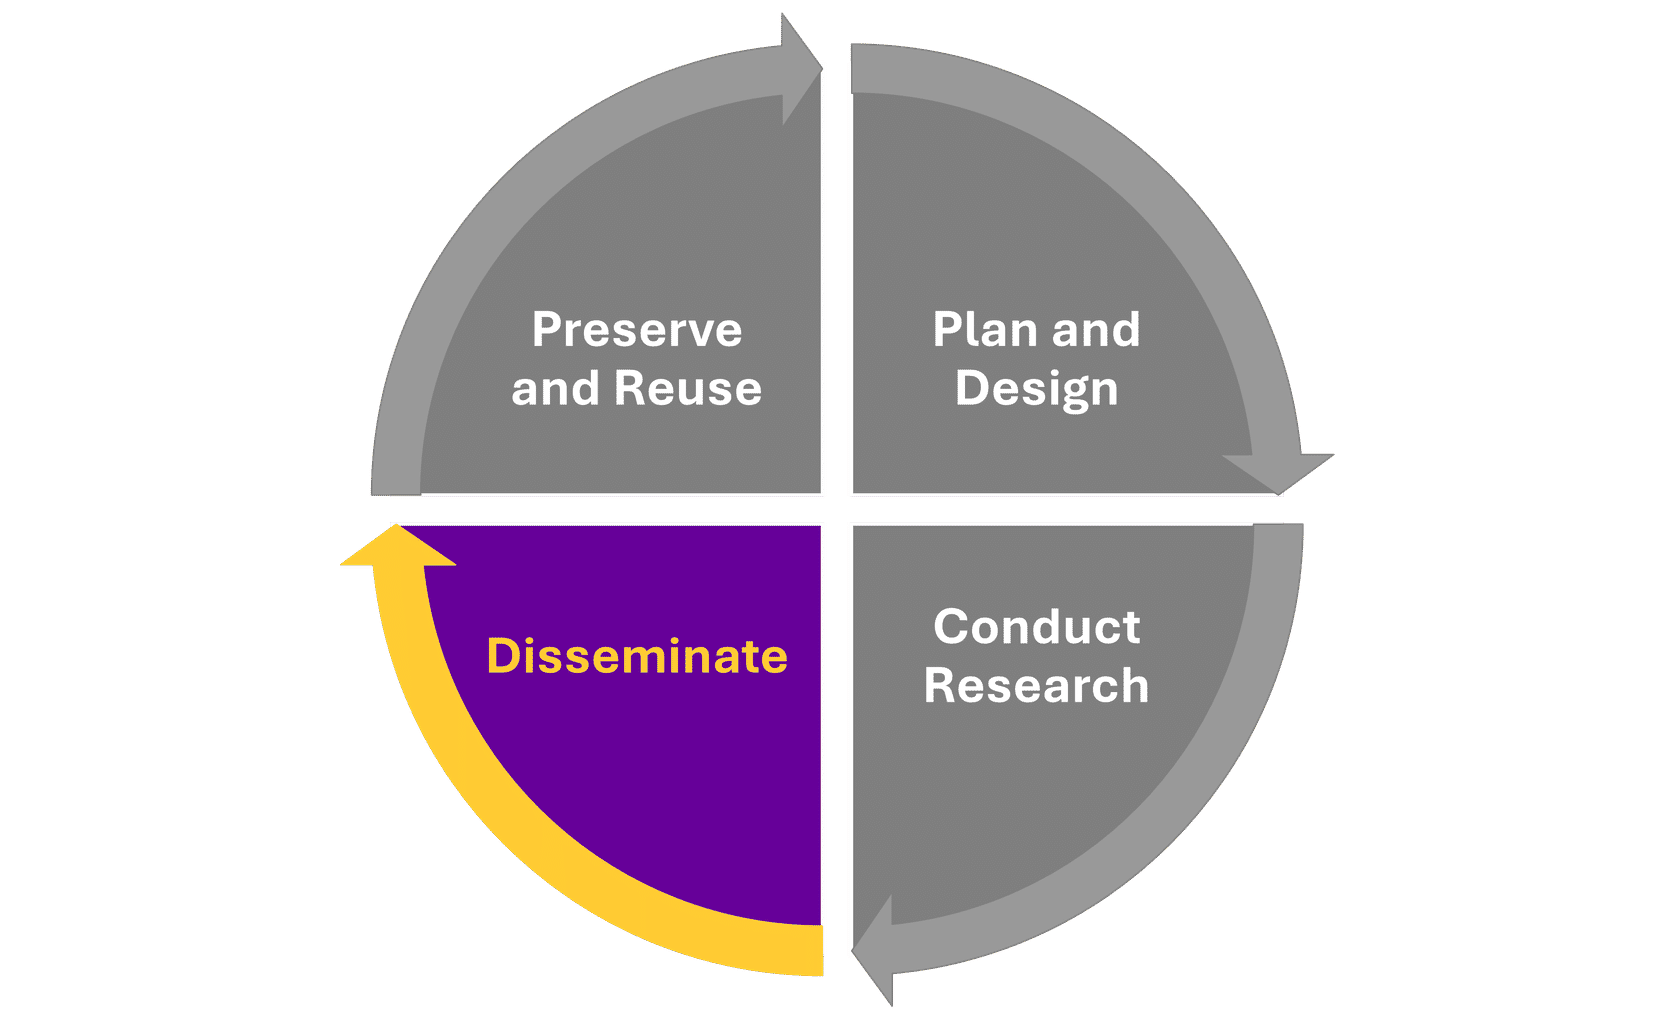 Preserve
and Reuse
Plan and
Design
Disseminate
Conduct
Research